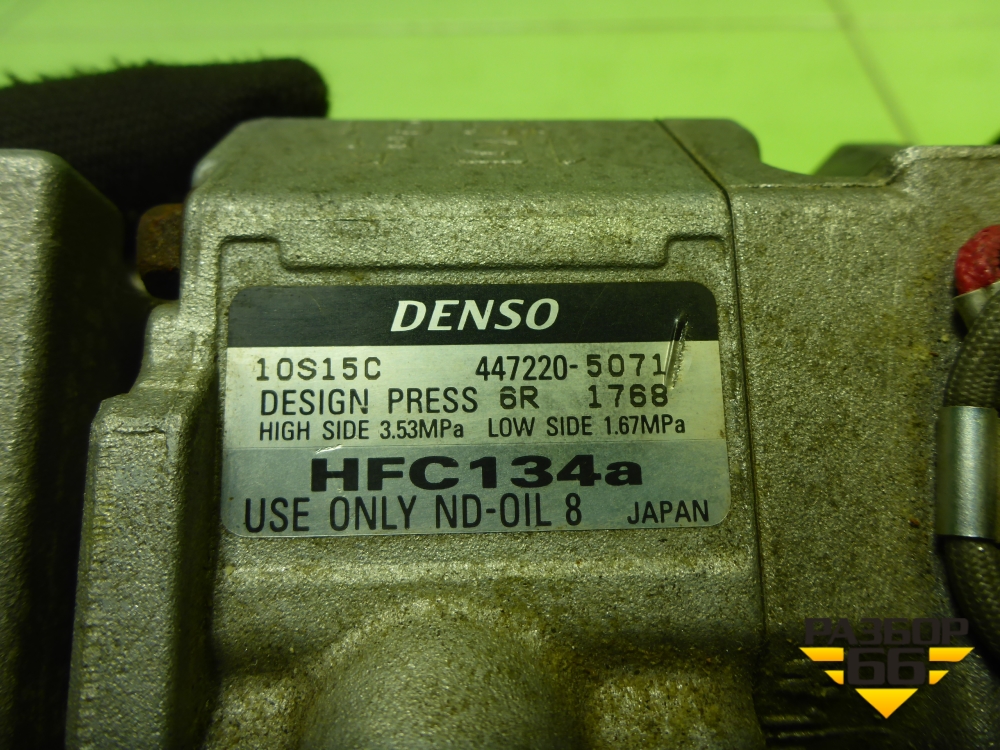 DENSO
10S15C 447220-5071
DESIGN PRESS 6R 1768
HIGH SIDE 3.53MPa LOW SIDE 1.67MPa
HFC134a
USE ONLY ND-OIL 8 JAPAN
РАЗБОР
66